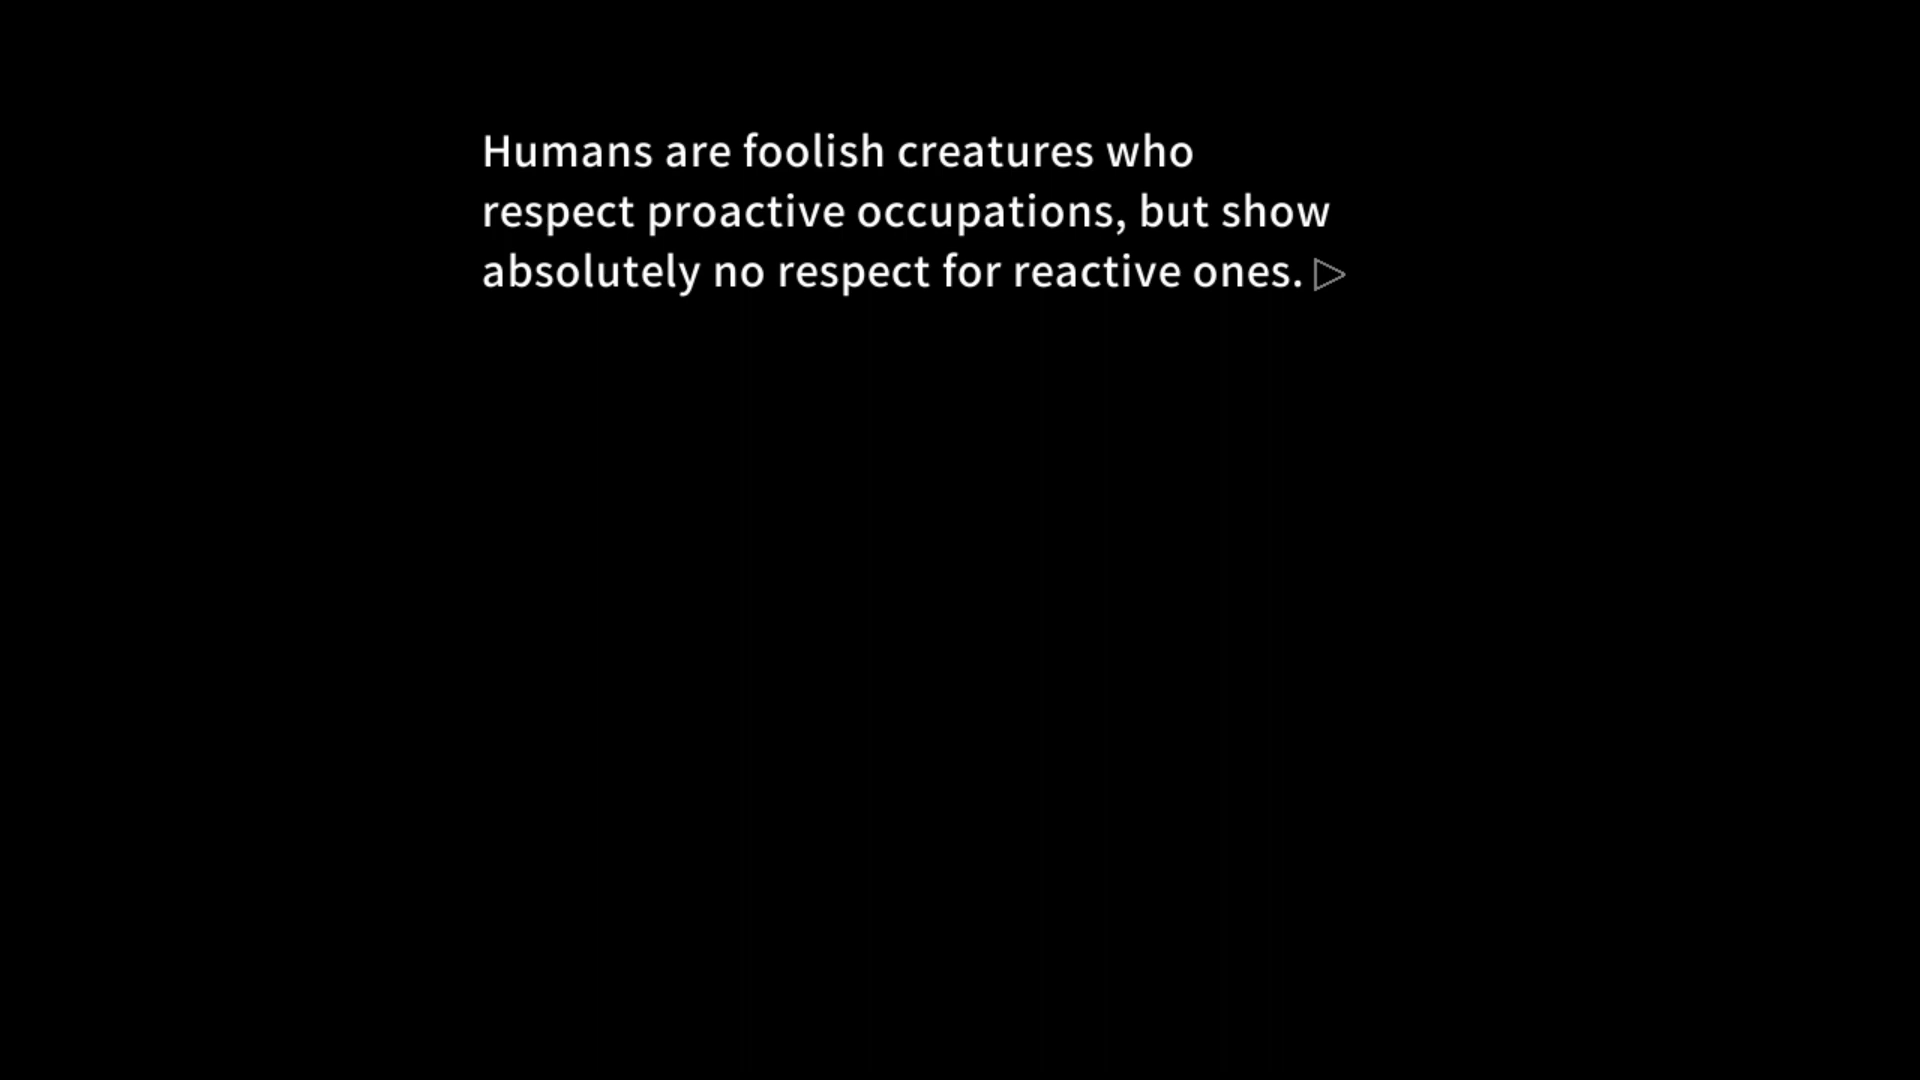 Humans are foolish creatures who
respect proactive occupations, but show
absolutely no respect for reactive ones.